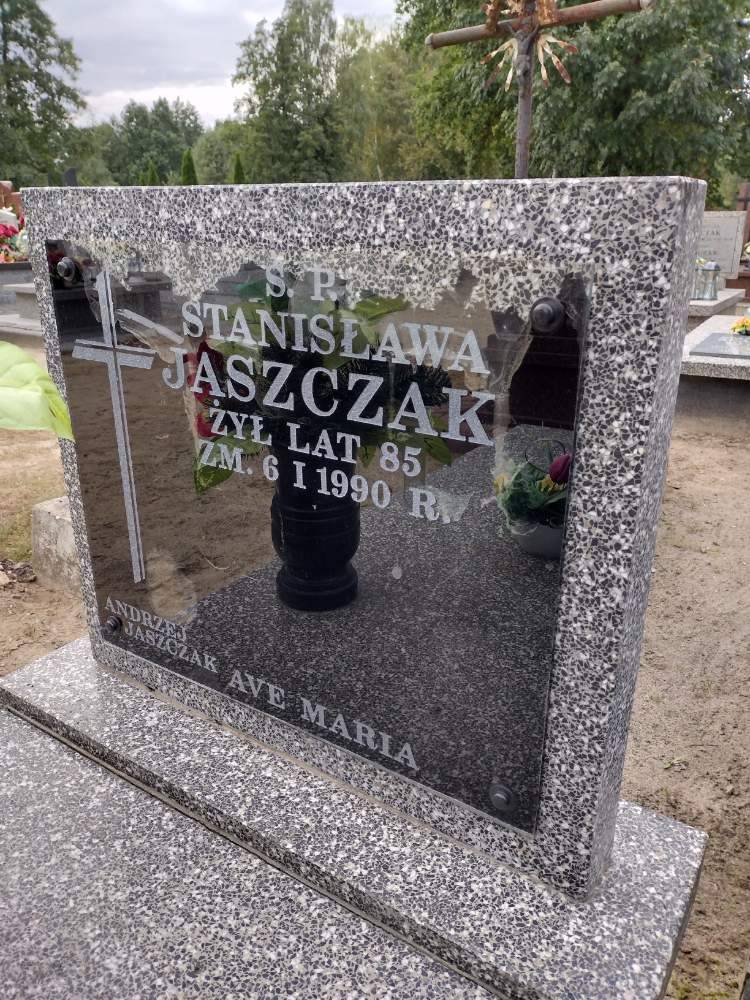 Ś. P.
STANISŁAWA
JASZCZAK
ŻYŁ LAT 85
ZM. 6 I 1990 R.
ANDRZEJ
JASZCZAK
AVE MARIA